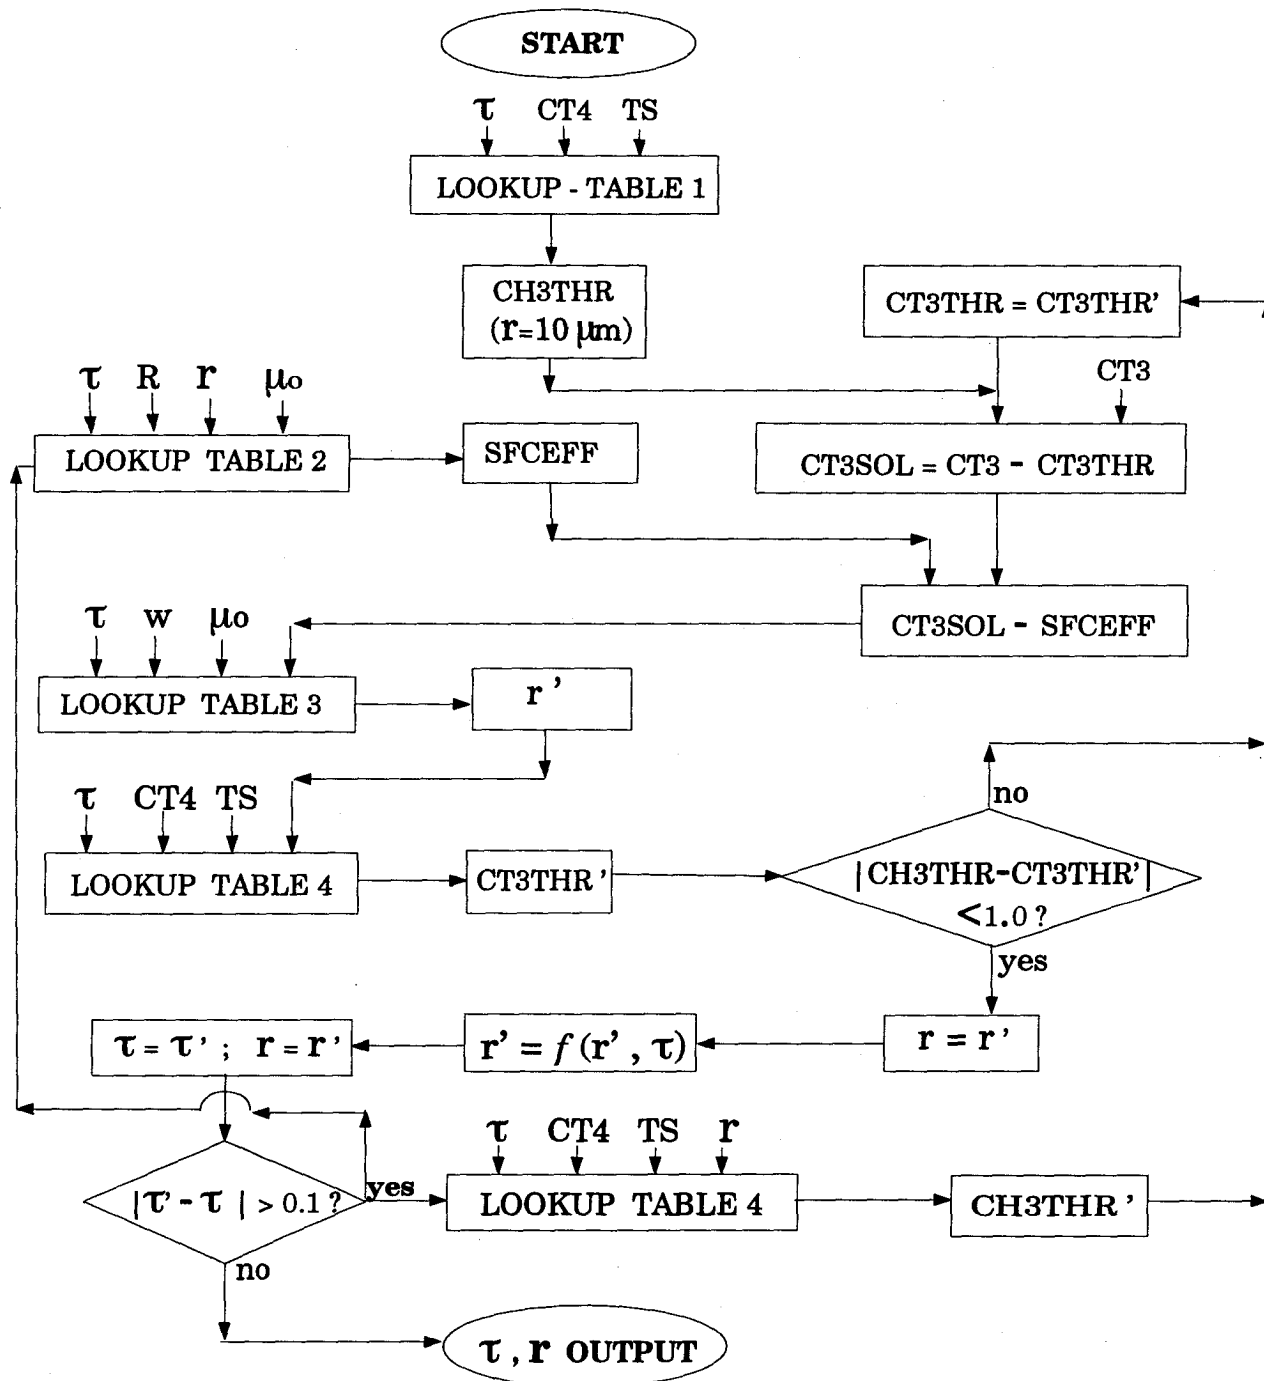 START
τ CT4 TS
LOOKUP - TABLE 1
CH3THR
(r=10 μm)
CT3THR = CT3THR'
CT3
τ R r μo
LOOKUP TABLE 2
SFCEFF
CT3SOL = CT3 - CT3THR
τ w μo
CT3SOL - SFCEFF
LOOKUP TABLE 3
r'
τ CT4 TS
no
LOOKUP TABLE 4
CT3THR'
|CH3THR-CT3THR'|
<1.0 ?
yes
τ = τ' ; r = r'
r' = f (r' , τ)
r = r'
τ CT4 TS r
|τ' - τ | > 0.1 ?
yes
LOOKUP TABLE 4
CH3THR'
no
τ , r OUTPUT